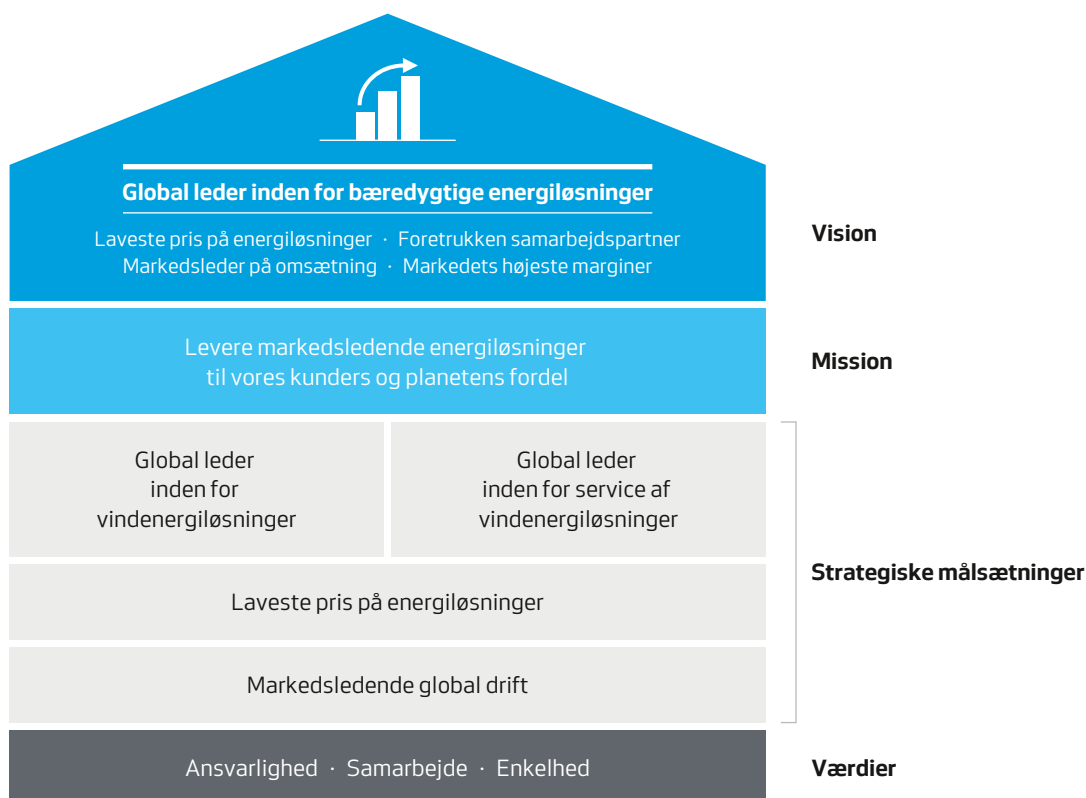 Global leder inden for bæredygtige energiløsninger
Laveste pris på energiløsninger · Foretrukken samarbejdspartner
Markedsleder på omsætning · Markedets højeste marginer
Vision
Levere markedsledende energiløsninger
til vores kunders og planetens fordel
Mission
Global leder
inden for
vindenergiløsninger
Global leder
inden for service af
vindenergiløsninger
Laveste pris på energiløsninger
Markedsledende global drift
Strategiske målsætninger
Ansvarlighed · Samarbejde · Enkelhed
Værdier